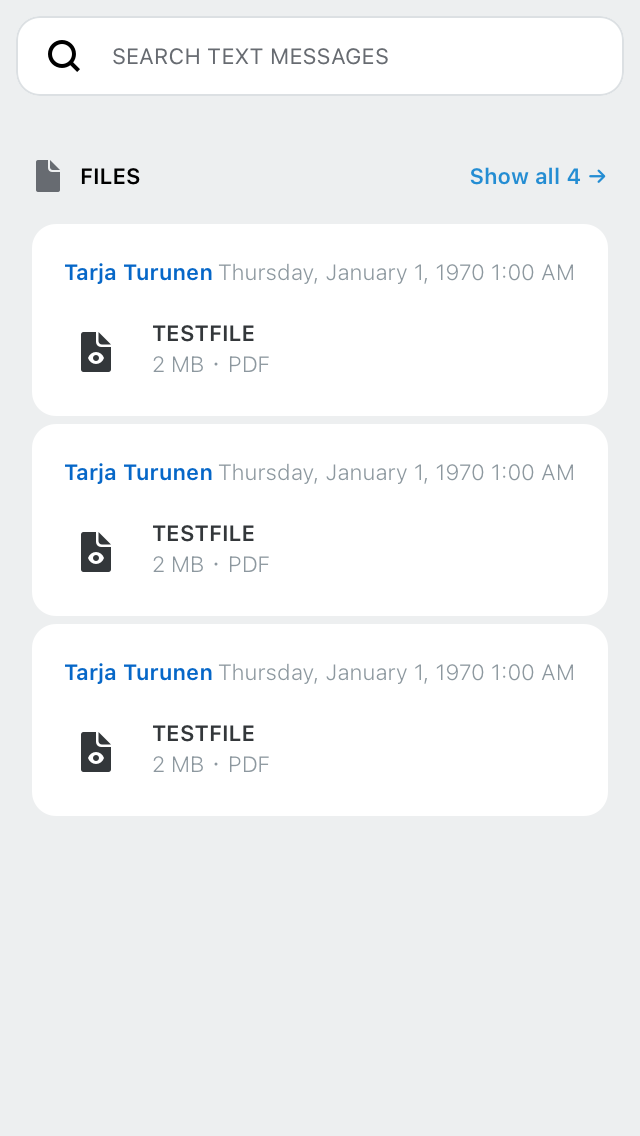 SEARCH TEXT MESSAGES
FILES
Show all 4 →
Tarja Turunen Thursday, January 1, 1970 1:00 AM
TESTFILE
2 MB · PDF
Tarja Turunen Thursday, January 1, 1970 1:00 AM
TESTFILE
2 MB · PDF
Tarja Turunen Thursday, January 1, 1970 1:00 AM
TESTFILE
2 MB · PDF